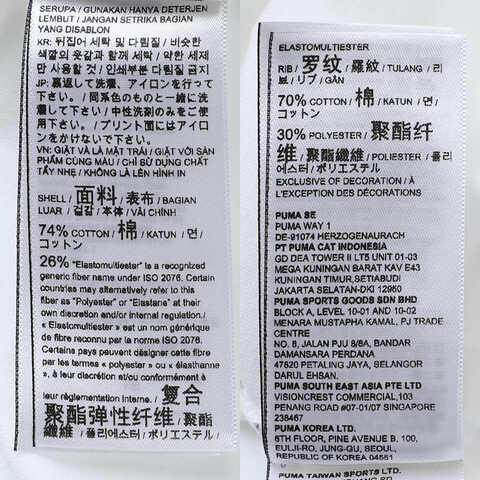 SERUPA / GUNAKAN HANYA DETERJEN
LEMBUT / JANGAN SETRIKA BAGIAN
YANG DISABLON
KR: 뒤집어 세탁 및 다림질 / 비슷한
색깔의 옷감과 함께 세탁 / 약한 세제
만 사용할 것 / 인쇄부분 다림질 금지
JP: 裏返して洗濯、アイロンを行って
下さい。/ 同系色のものと一緒に洗濯
して下さい / 中性洗剤のみをご使
用下さい。/ プリント面にはアイロ
ンをかけないで下さい。
VN: GIẶT VÀ LÀ MẶT TRÁI / GIẶT VỚI SẢN
PHẨM CÙNG MÀU / CHỈ SỬ DỤNG CHẤT
TẨY NHẸ / KHÔNG LÀ LÊN HÌNH IN
SHELL / 面料 / 表布 / BAGIAN
LUAR / 겉감 / 本体 / VẢI CHÍNH
74% COTTON / 棉 / KATUN / 면 /
コットン
26% "Elastomultiester" is a recognized
generic fiber name under ISO 2076. Certain
countries may alternatively refer to this
fiber as "Polyester" or "Elastane" at their
own discretion and/or internal regulation./
« Elastomultiester » est un nom générique
de fibre reconnu par la norme ISO 2076.
Certains pays peuvent désigner cette fibre
par les termes « polyester » ou « élasthanne
», à leur discrétion et/ou conformément à
leur réglementation interne. / 复合
聚酯弹性纤维 / 聚酯
纖維 / 폴리에스터 / ポリエステル /
ELASTOMULTIESTER
RIB / 罗纹 / 羅紋 / TULANG / 리
브 / リブ / GÂN
70% COTTON / 棉 / KATUN / 면 /
コットン
30% POLYESTER / 聚酯纤
维 / 聚酯纖維 / POLIESTER / 폴리
에스터 / ポリエステル
EXCLUSIVE OF DECORATION / À
L'EXCEPTION DES DÉCORATIONS
PUMA SE
PUMA WAY 1
DE-91074 HERZOGENAURACH
PT PUMA CAT INDONESIA
GD DEA TOWER II LT5 UNIT 01-03
MEGA KUNINGAN BARAT KAV E43
KUNINGAN TIMUR,SETIABUDI
JAKARTA SELATAN-DKI 12960
PUMA SPORTS GOODS SDN BHD
BLOCK A, LEVEL 10-01 AND 10-02
MENARA MUSTAPHA KAMAL, PJ TRADE
CENTRE
NO. 8, JALAN PJU 8/8A, BANDAR
DAMANSARA PERDANA
47820 PETALING JAYA, SELANGOR
DARUL EHSAN.
PUMA SOUTH EAST ASIA PTE LTD
VISIONCREST COMMERCIAL,103
PENANG ROAD #07-01/07 SINGAPORE
238467
PUMA KOREA LTD.
6TH FLOOR, PINE AVENUE B, 100,
EULJI-RO, JUNG-GU, SEOUL,
REPUBLIC OF KOREA 04551
PUMA TAIWAN SPORTS LTD.